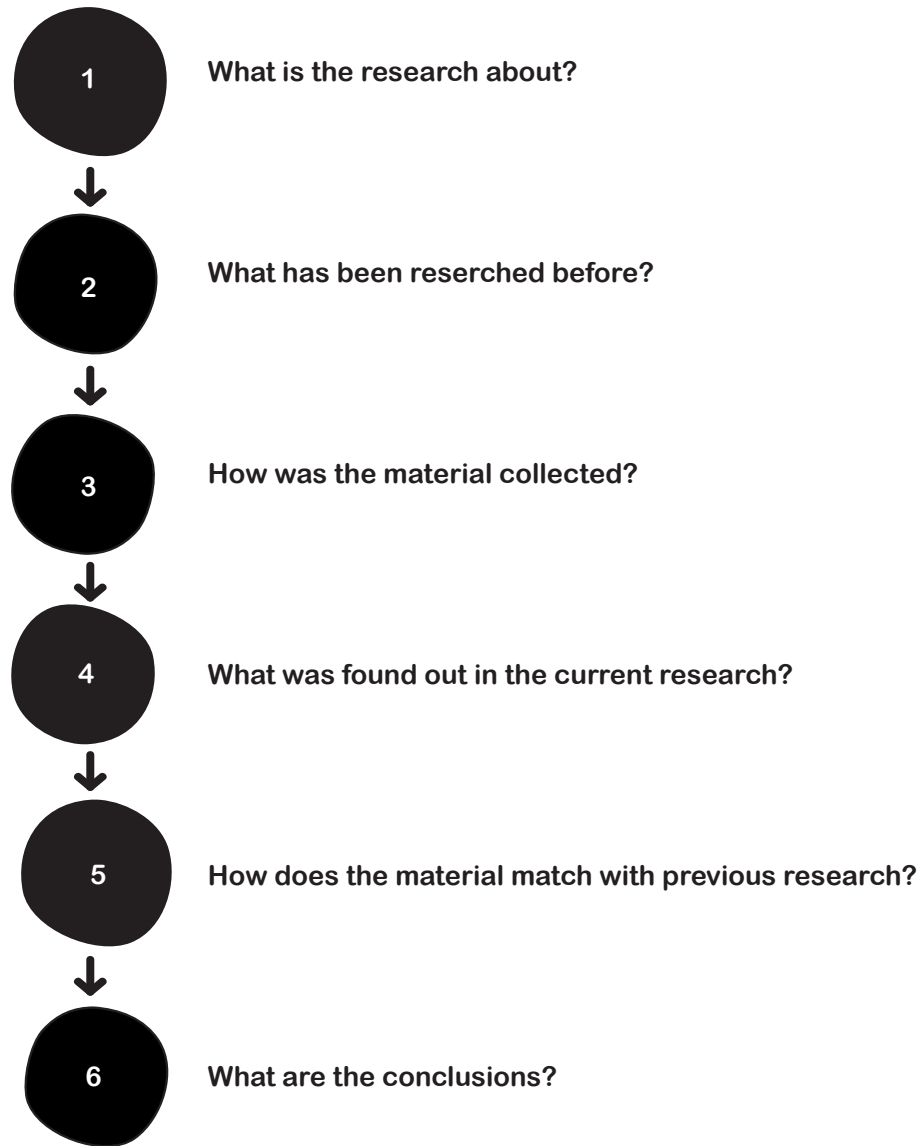 1
What is the research about?
2
What has been reserched before?
3
How was the material collected?
4
What was found out in the current research?
5
How does the material match with previous research?
6
What are the conclusions?